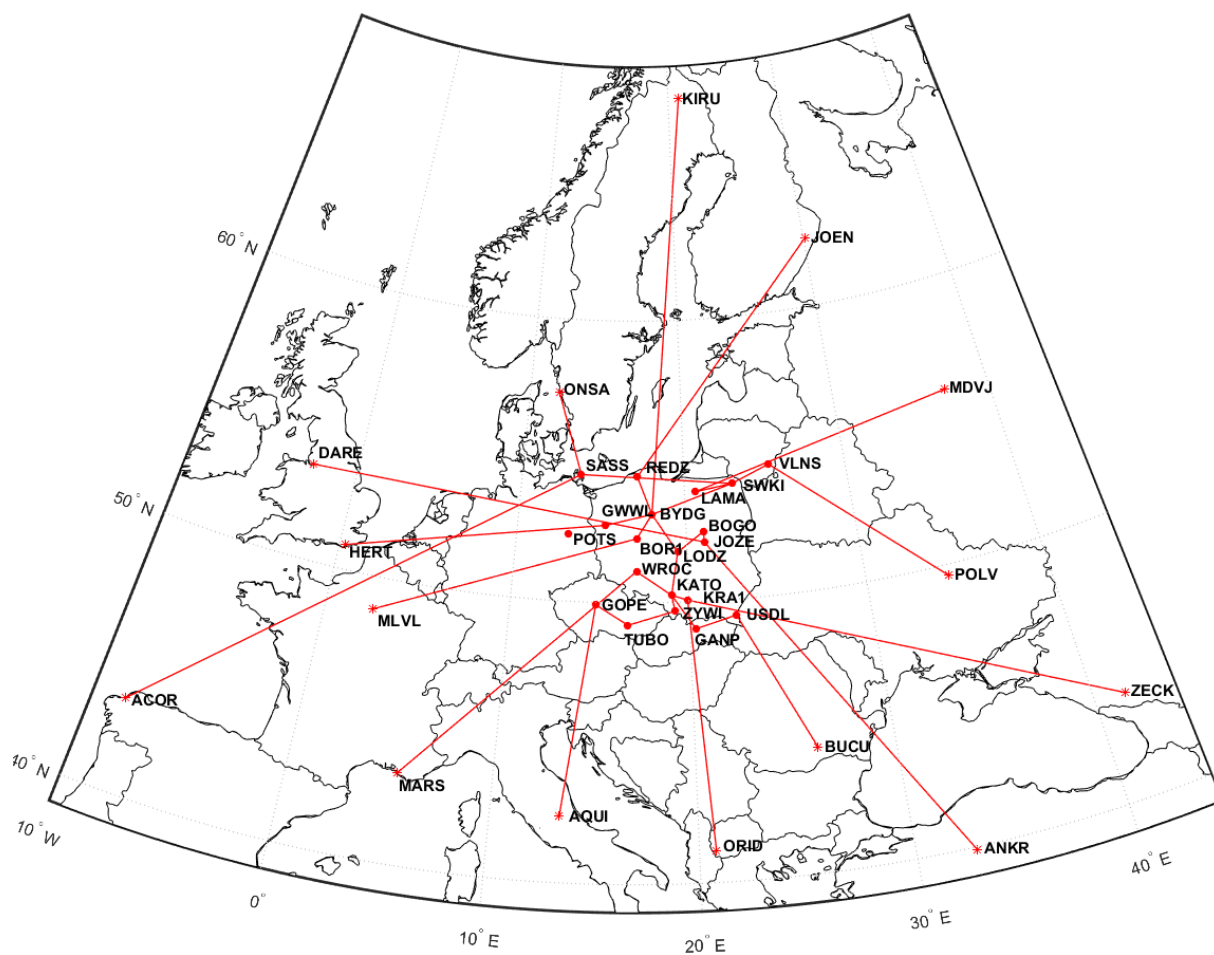 KIRU
JOEN
60° N
MDVJ
ONSA
DARE
VLNS
SASS
REDZ
SWKI
LAMA
50° N
GWWL
BYDG
BOGO
POTS
JOZE
BOR1
LODZ
HERT
WROC
POLV
KATO
KRA1
GOPE
ZYWI
USDL
MLVL
TUBO
GANP
ZECK
ACOR
BUCU
40° N
MARS
AQUI
ORID
ANKR
10° W
40° E
0°
30° E
10° E
20° E